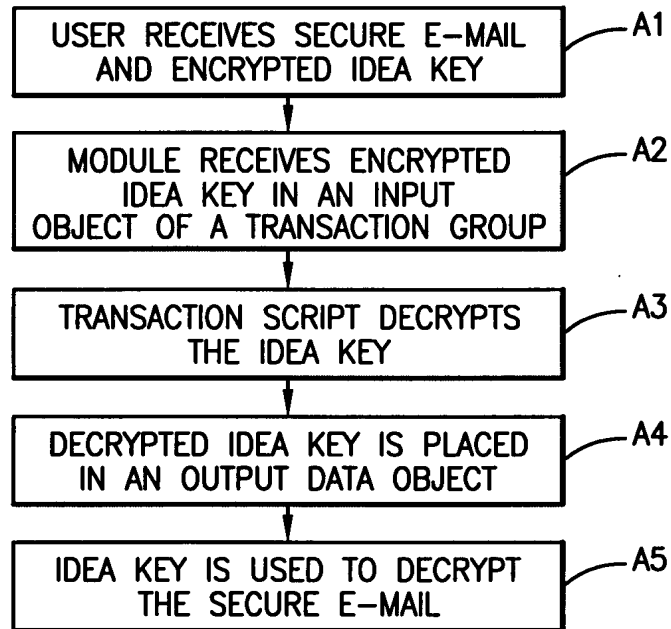 USER RECEIVES SECURE E-MAIL
AND ENCRYPTED IDEA KEY
A1
MODULE RECEIVES ENCRYPTED
IDEA KEY IN AN INPUT
OBJECT OF A TRANSACTION GROUP
A2
TRANSACTION SCRIPT DECRYPTS
THE IDEA KEY
A3
DECRYPTED IDEA KEY IS PLACED
IN AN OUTPUT DATA OBJECT
A4
IDEA KEY IS USED TO DECRYPT
THE SECURE E-MAIL
A5